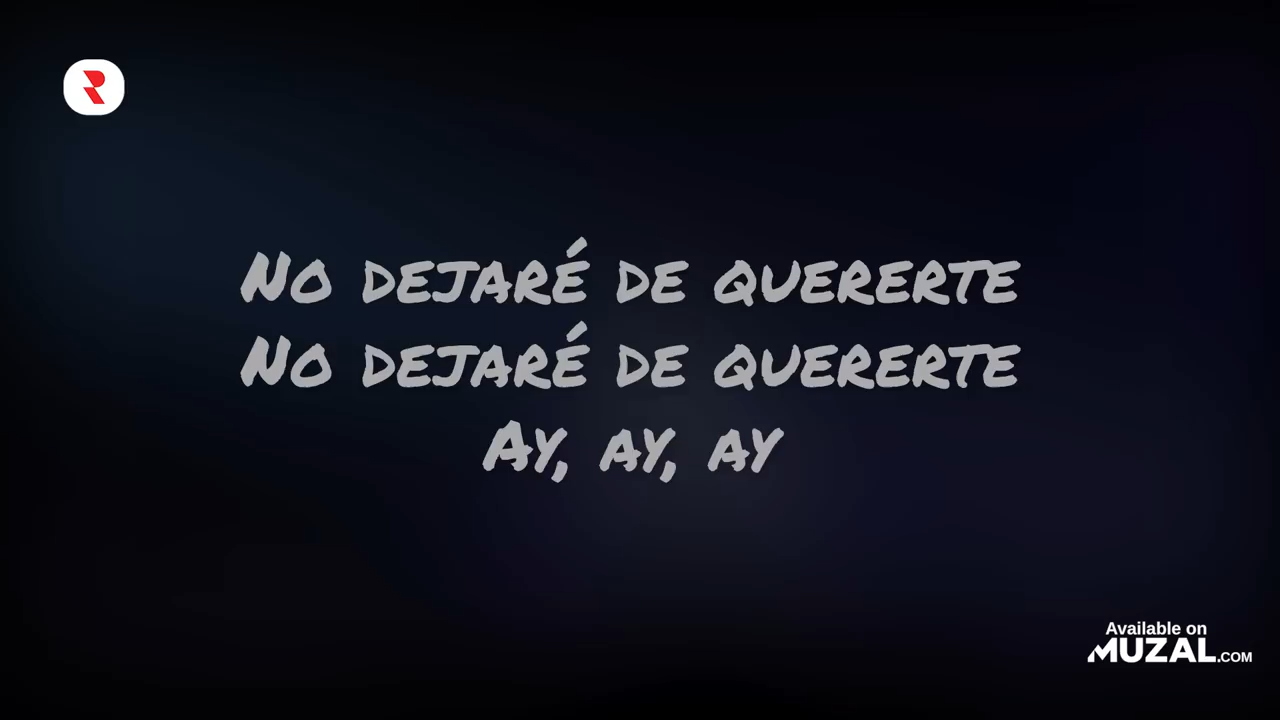 No dejaré de quererte
No dejaré de quererte
Ay, ay, ay
Available on
MUZAL.COM